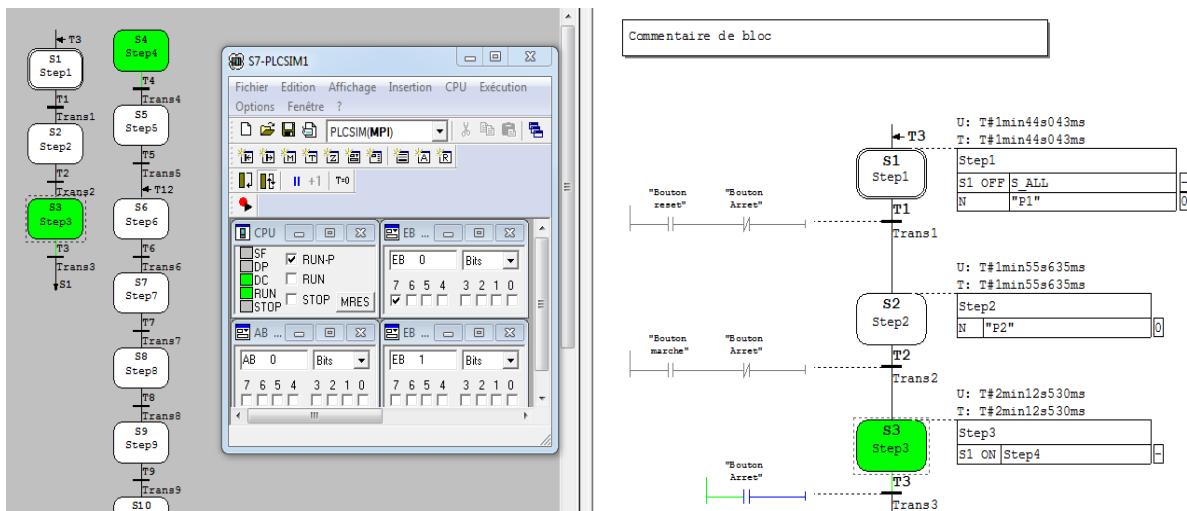 T3
S1
Step1
T1
Trans1
S2
Step2
T2
Trans2
S3
Step3
T3
Trans3
S1
S4
Step4
T4
Trans4
S5
Step5
T5
Trans5
T12
S6
Step6
T6
Trans6
S7
Step7
T7
Trans7
S8
Step8
T8
Trans8
S9
Step9
T9
Trans9
S10
S7-PLCSIM1
Fichier Edition Affichage Insertion CPU Exécution
Options Fenêtre ?
PLCSIM(MPI)
+1 T=0
CPU
SF
DP
DC
RUN
STOP
RUN-P
RUN
STOP MRES
EB ...
EB 0 Bits
7 6 5 4 3 2 1 0
AB ...
AB 0 Bits
7 6 5 4 3 2 1 0
EB ...
EB 1 Bits
7 6 5 4 3 2 1 0
Commentaire de bloc
T3
S1
Step1
U: T#1min44s043ms
T: T#1min44s043ms
Step1
S1 OFF S_ALL -
N "P1" 0
"Bouton reset"
"Bouton Arret"
T1
Trans1
U: T#1min55s635ms
T: T#1min55s635ms
S2
Step2
Step2
N "P2" 0
"Bouton marche"
"Bouton Arret"
T2
Trans2
U: T#2min12s530ms
T: T#2min12s530ms
S3
Step3
Step3
S1 ON Step4 -
"Bouton Arret"
T3
Trans3